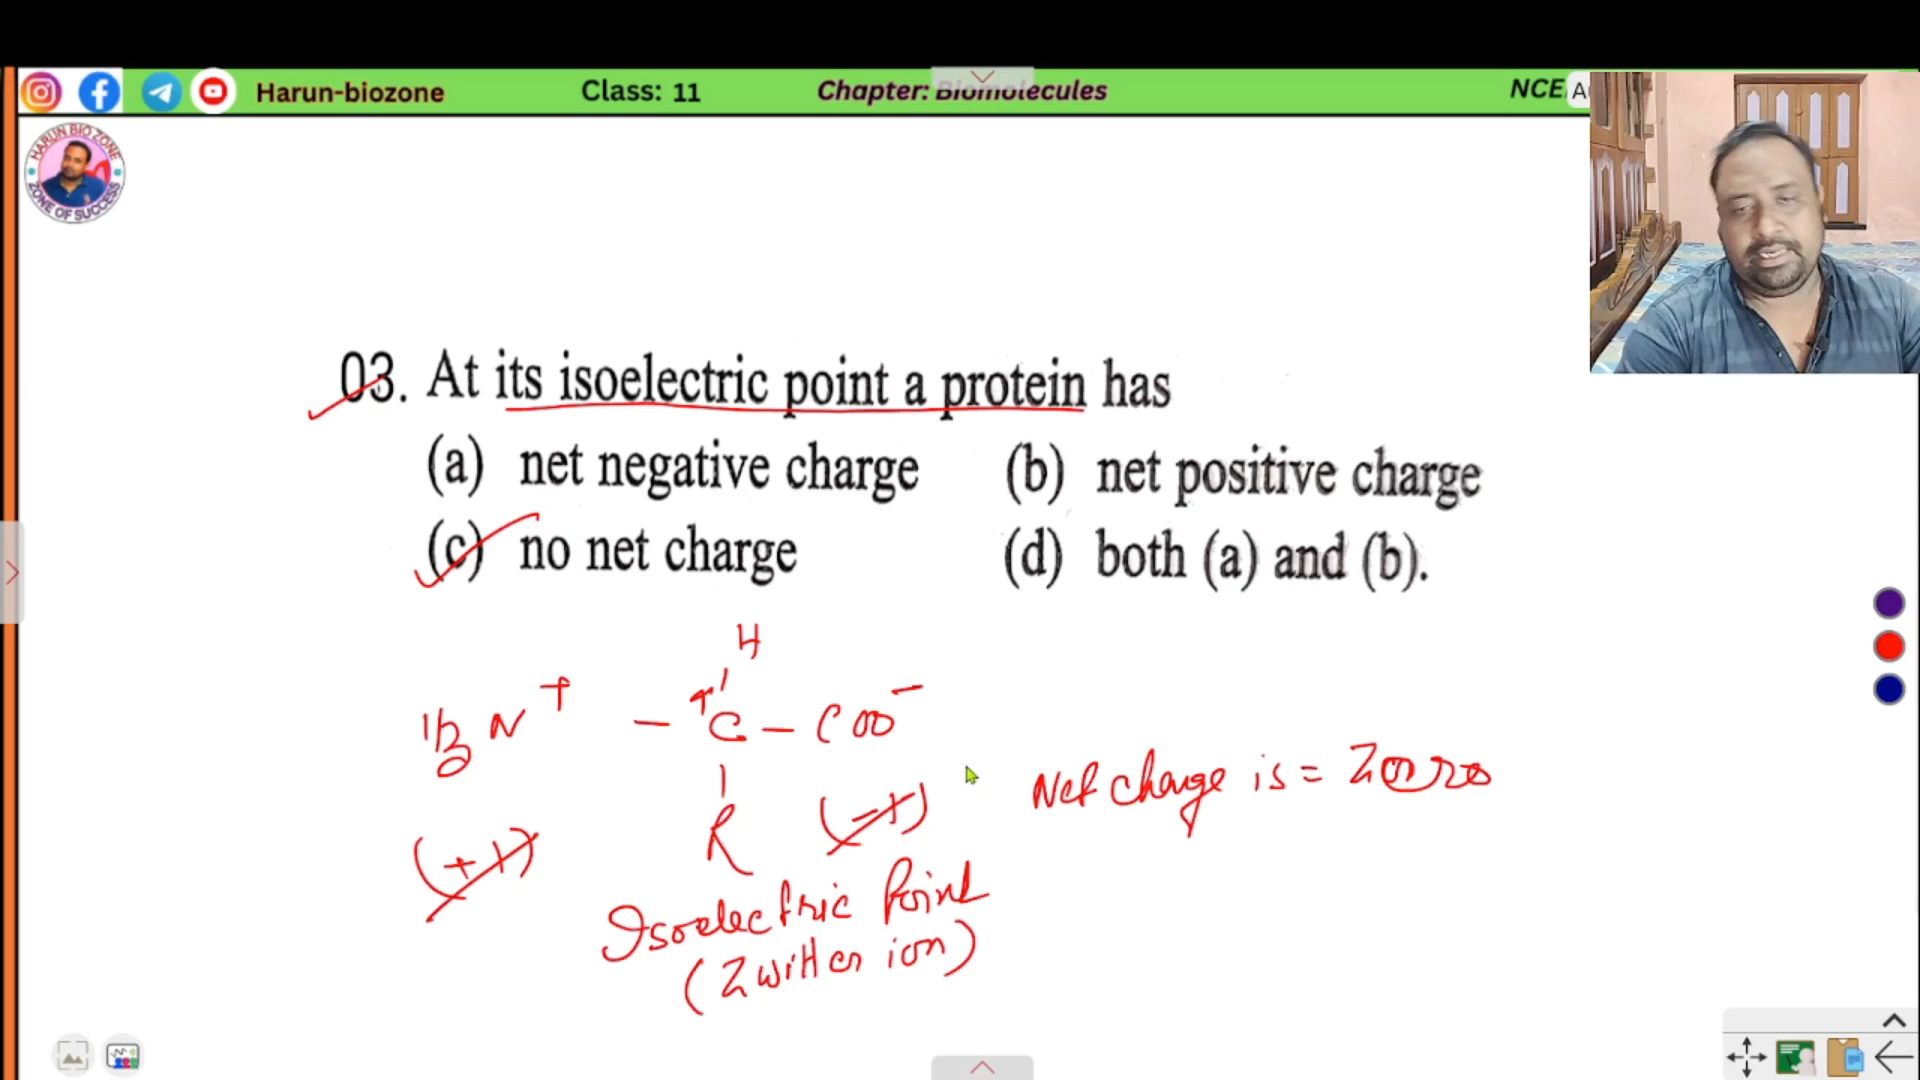 Harun-biozone Class: 11 Chapter: Biomolecules NCE
HARUN BIO ZONE
ZONE OF SUCCESS
03. At its isoelectric point a protein has
(a) net negative charge (b) net positive charge
(c) no net charge (d) both (a) and (b).
H
H3N+ - C - COO-
R
(+1) (-1)
Net charge is = Zero
Isoelectric Point
(Zwitter ion)